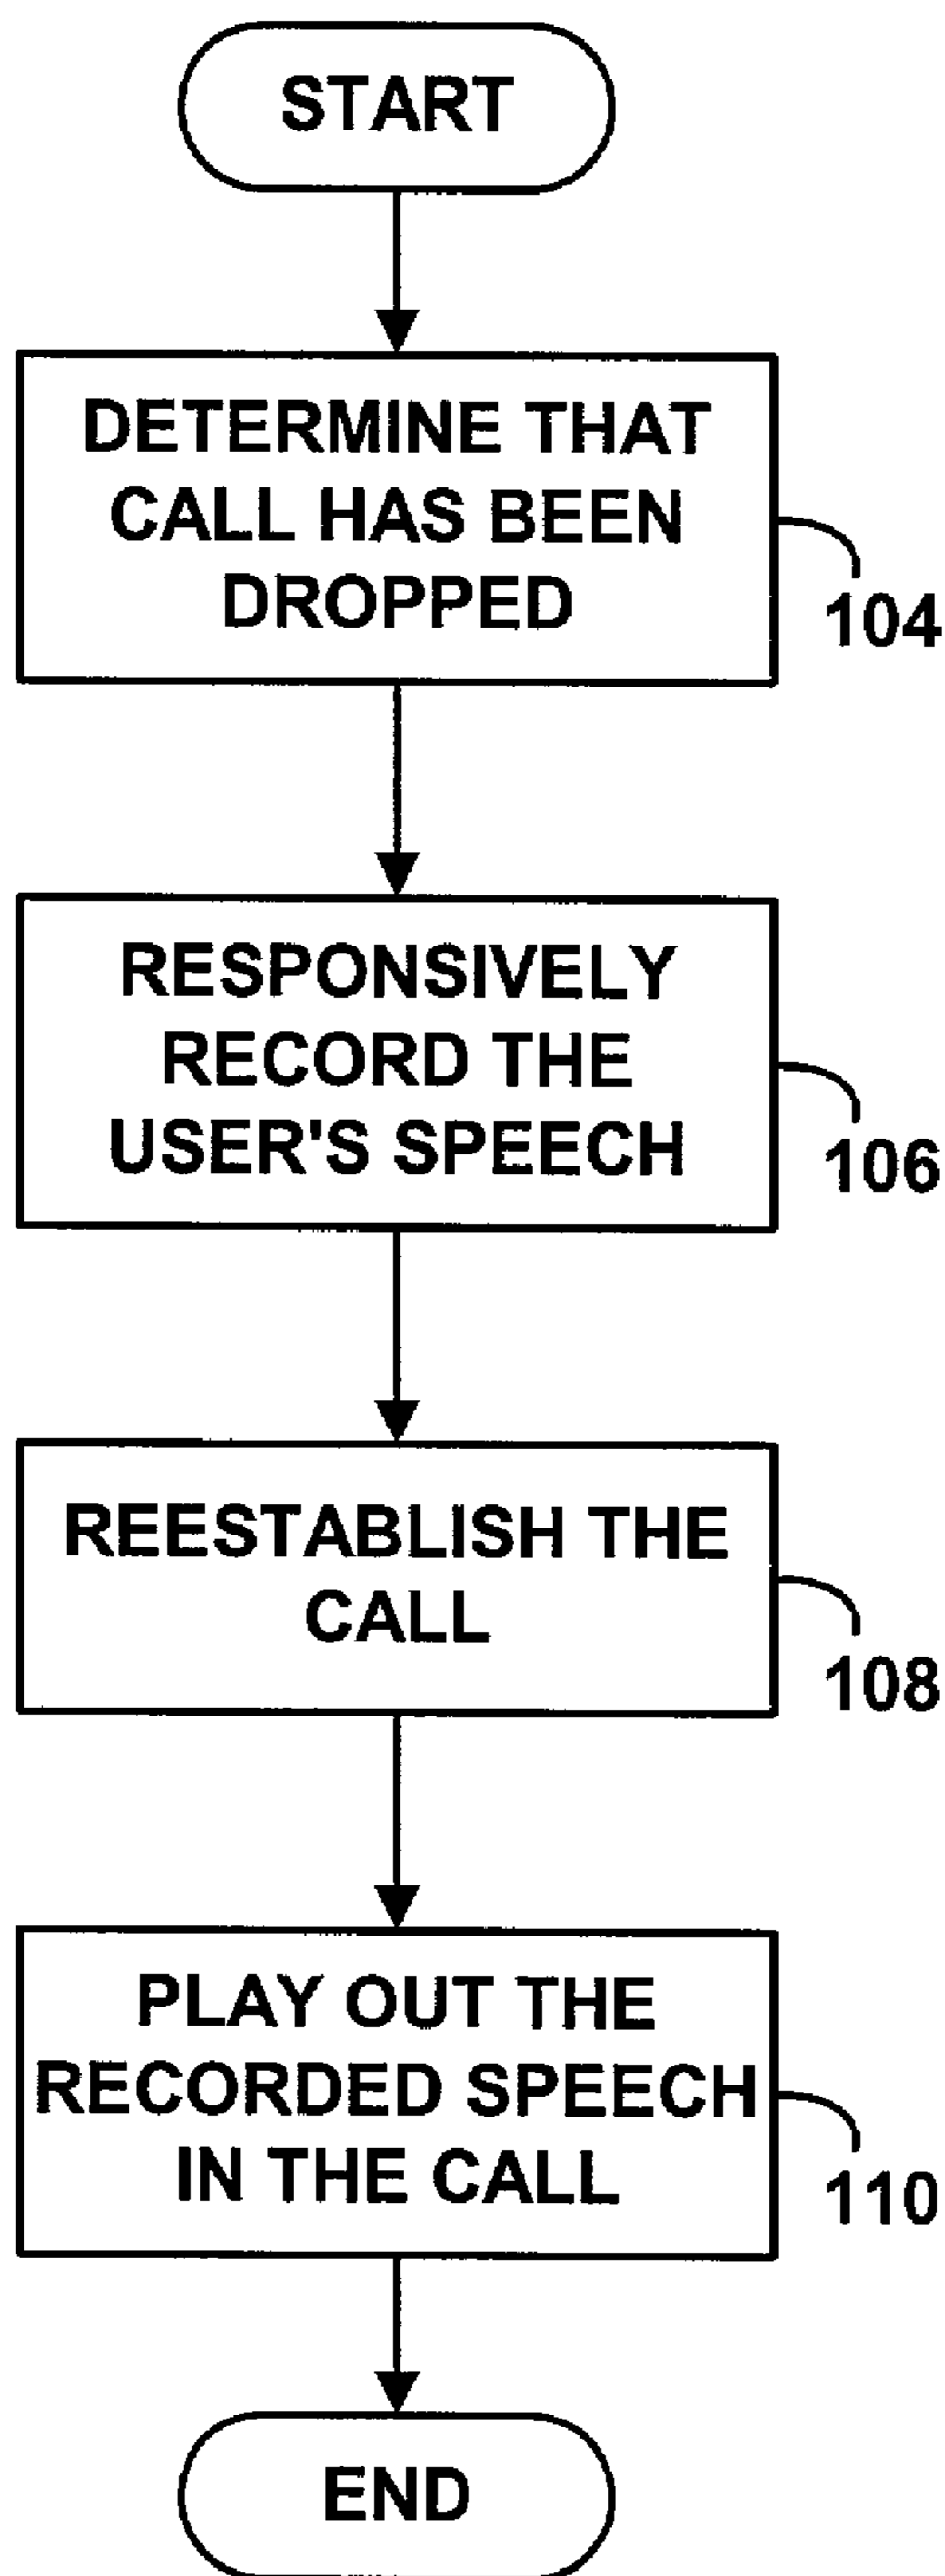 START
DETERMINE THAT
CALL HAS BEEN
DROPPED
104
RESPONSIVELY
RECORD THE
USER'S SPEECH
106
REESTABLISH THE
CALL
108
PLAY OUT THE
RECORDED SPEECH
IN THE CALL
110
END